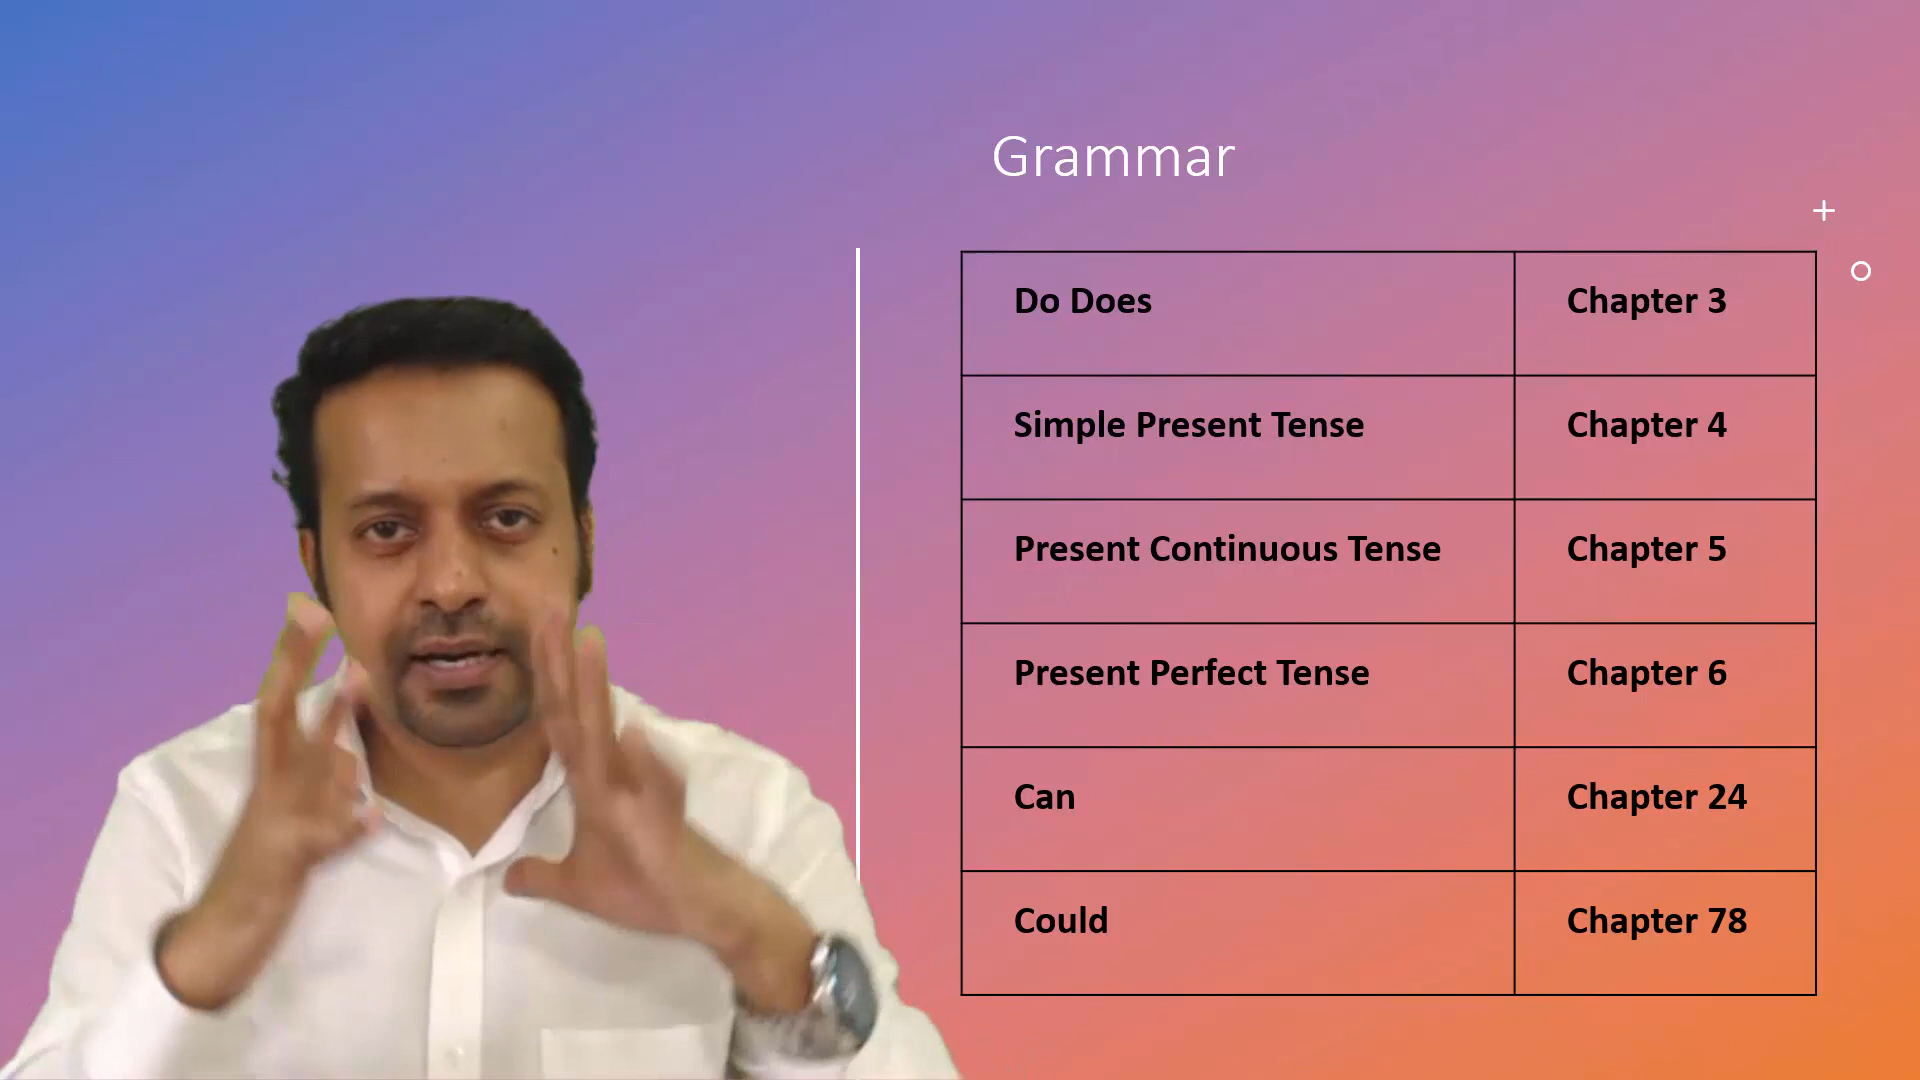 Grammar
Do Does Chapter 3
Simple Present Tense Chapter 4
Present Continuous Tense Chapter 5
Present Perfect Tense Chapter 6
Can Chapter 24
Could Chapter 78